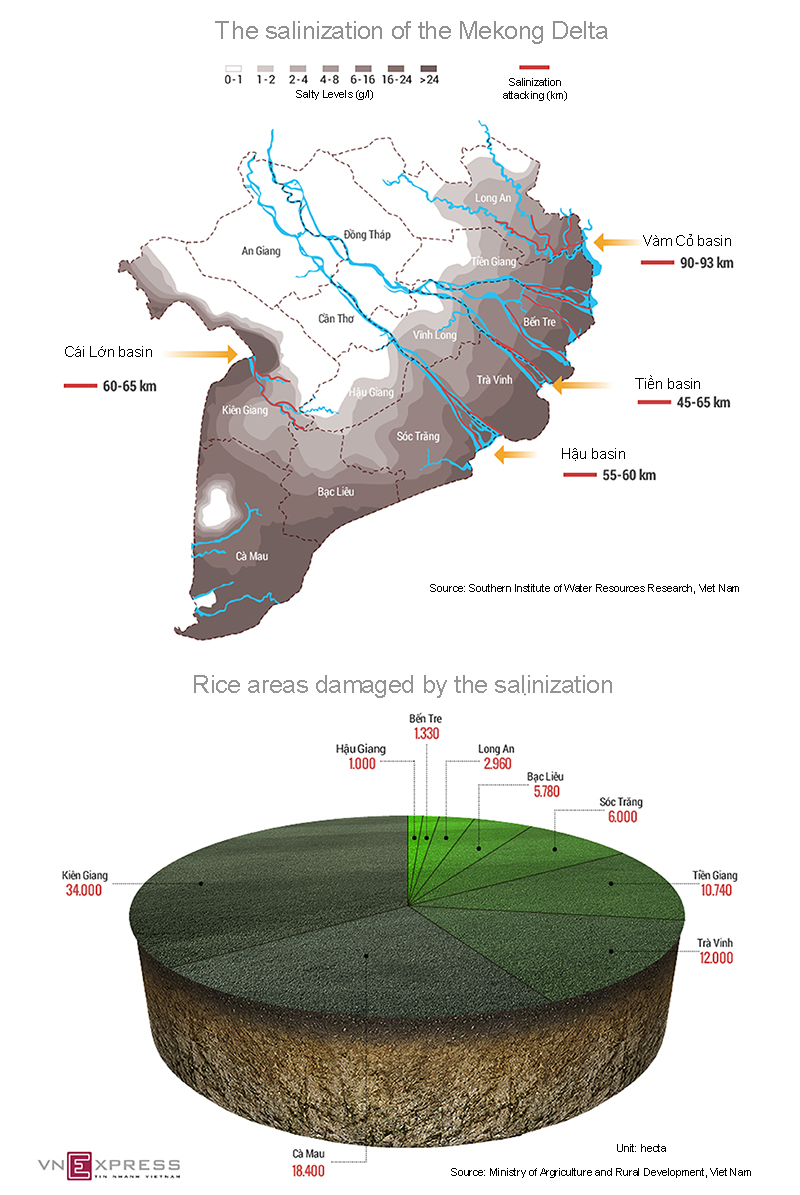 The salinization of the Mekong Delta
0-1 1-2 2-4 4-8 6-16 16-24 >24
Salty Levels (g/l)
Salinization
attacking (km)
Long An
Đồng Tháp
An Giang
Tiền Giang
Vàm Cỏ basin
90-93 km
Cần Thơ
Vĩnh Long
Bến Tre
Cái Lớn basin
60-65 km
Trà Vinh
Tiền basin
45-65 km
Hậu Giang
Kiên Giang
Sóc Trăng
Hậu basin
55-60 km
Bạc Liêu
Cà Mau
Source: Southern Institute of Water Resources Research, Viet Nam
Rice areas damaged by the salinization
Bến Tre
1.330
Hậu Giang
1.000
Long An
2.960
Bạc Liêu
5.780
Sóc Trăng
6.000
Kiên Giang
34.000
Tiền Giang
10.740
Trà Vinh
12.000
Cà Mau
18.400
Unit: hecta
VNEXPRESS
TIN NHANH VIETNAM
Source: Ministry of Argriculture and Rural Development, Viet Nam